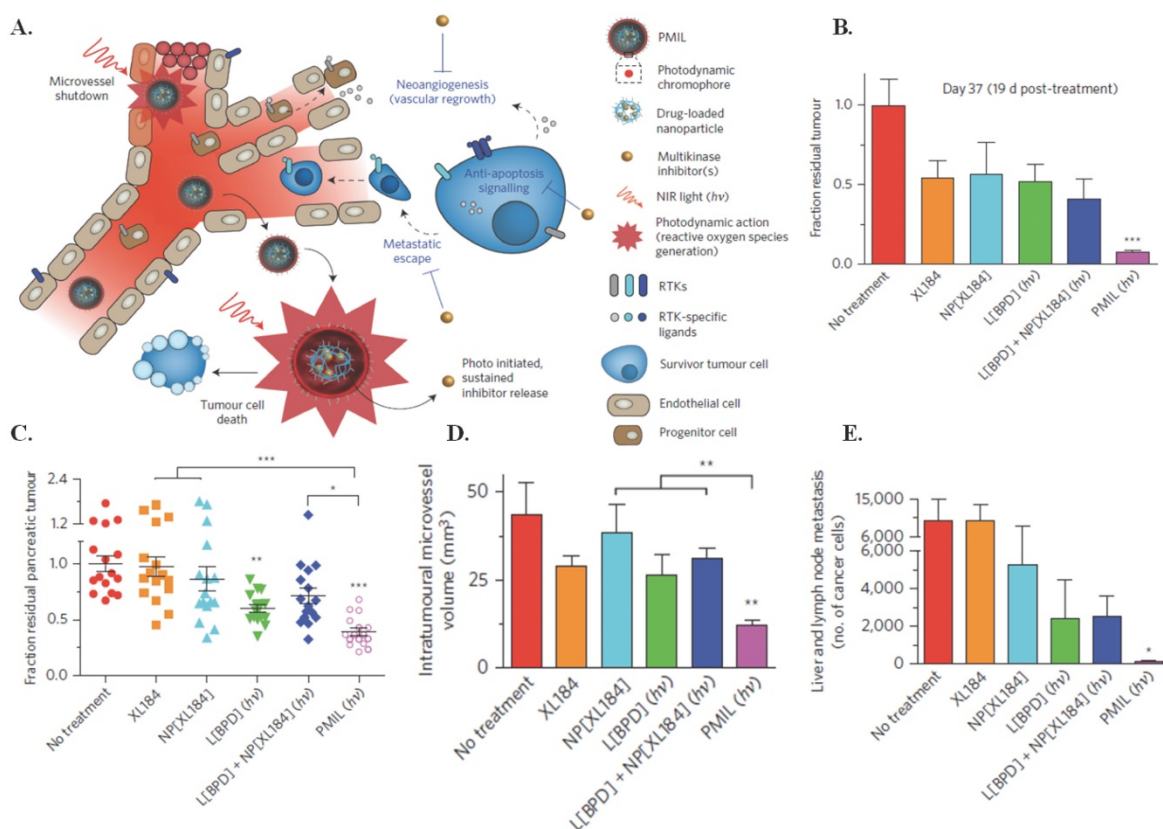 A.
Microvessel
shutdown
Neoangiogenesis
(vascular regrowth)
Anti-apoptosis
signalling
Metastatic
escape
Tumour cell
death
Photo initiated,
sustained
inhibitor release
PMIL
Photodynamic
chromophore
Drug-loaded
nanoparticle
Multikinase
inhibitor(s)
NIR light (hν)
Photodynamic action
(reactive oxygen species
generation)
RTKs
RTK-specific
ligands
Survivor tumour cell
Endothelial cell
Progenitor cell
B.
Day 37 (19 d post-treatment)
Fraction residual tumour
1.0
0.5
0.0
***
No treatment
XL184
NP[XL184]
L[BPD] (hν)
L[BPD] + NP[XL184] (hν)
PMIL (hν)
C.
Fraction residual pancreatic tumour
2.4
1.2
1.0
0.5
0.0
***
*
**
***
No treatment
XL184
NP[XL184]
L[BPD] (hν)
L[BPD] + NP[XL184] (hν)
PMIL (hν)
D.
Intratumoural microvessel
volume (mm³)
50
25
0
**
**
No treatment
XL184
NP[XL184]
L[BPD] (hν)
L[BPD] + NP[XL184] (hν)
PMIL (hν)
E.
Liver and lymph node metastasis
(no. of cancer cells)
15,000
6,000
6,000
4,000
2,000
0
*
No treatment
XL184
NP[XL184]
L[BPD] (hν)
L[BPD] + NP[XL184] (hν)
PMIL (hν)